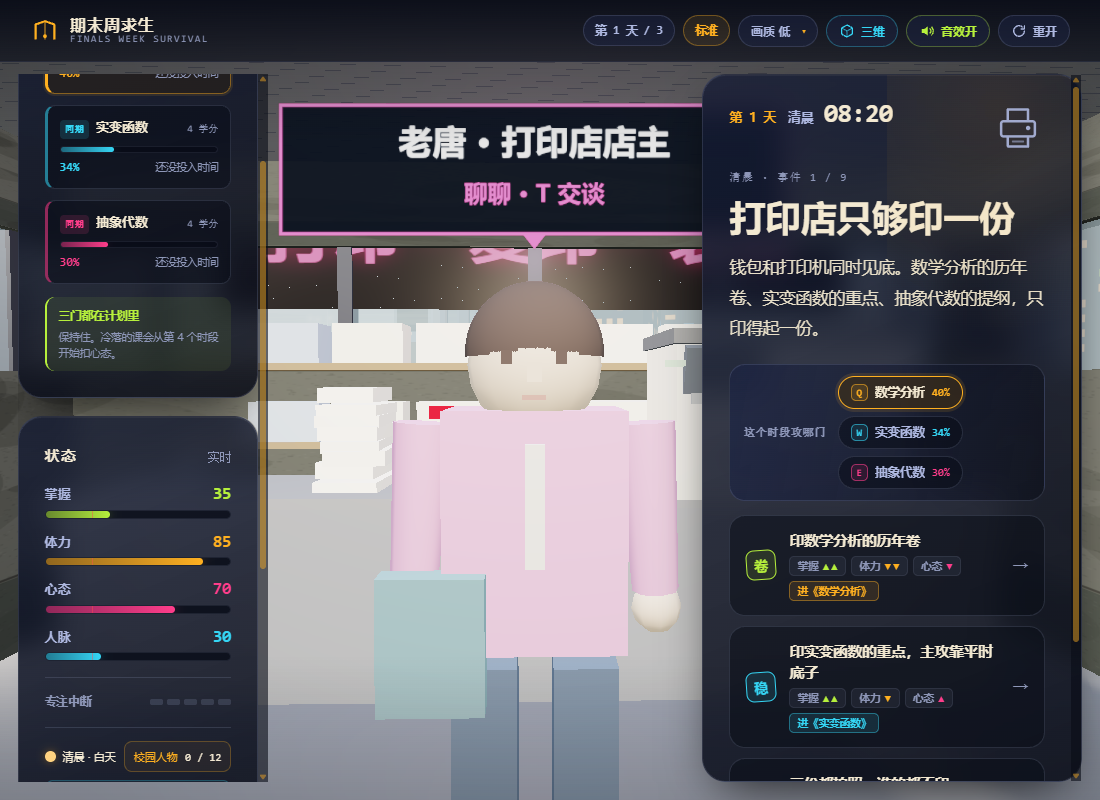 期末周求生
FINALS WEEK SURVIVAL
第 1 天 / 3
标准
画质 低
三维
音效开
重开
同期 实变函数 4 学分
34% 还没投入时间
同期 抽象代数 4 学分
30% 还没投入时间
三门都在计划里
保持住。冷落的课会从第 4 个时段
开始扣心态。
状态 实时
掌握 35
体力 85
心态 70
人脉 30
专注中断
清晨 · 白天 校园人物 0 / 12
老唐 · 打印店店主
聊聊 · T 交谈
第 1 天 清晨 08:20
清晨 · 事件 1 / 9
打印店只够印一份
钱包和打印机同时见底。数学分析的历年
卷、实变函数的重点、抽象代数的提纲，只
印得起一份。
这个时段攻哪门
Q 数学分析 40%
W 实变函数 34%
E 抽象代数 30%
卷
印数学分析的历年卷
掌握 ▲▲ 体力 ▼▼ 心态 ▼
进《数学分析》
→
稳
印实变函数的重点，主攻靠平时
底子
掌握 ▲▲ 体力 ▼ 心态 ▲
进《实变函数》
→